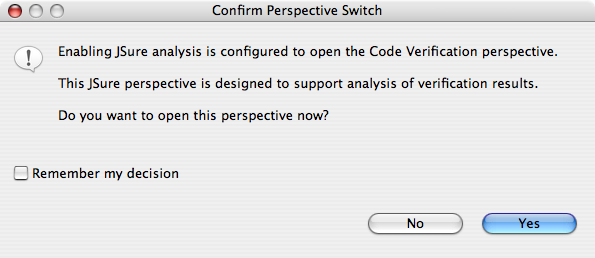 Confirm Perspective Switch
Enabling JSure analysis is configured to open the Code Verification perspective.
This JSure perspective is designed to support analysis of verification results.
Do you want to open this perspective now?
Remember my decision
No
Yes